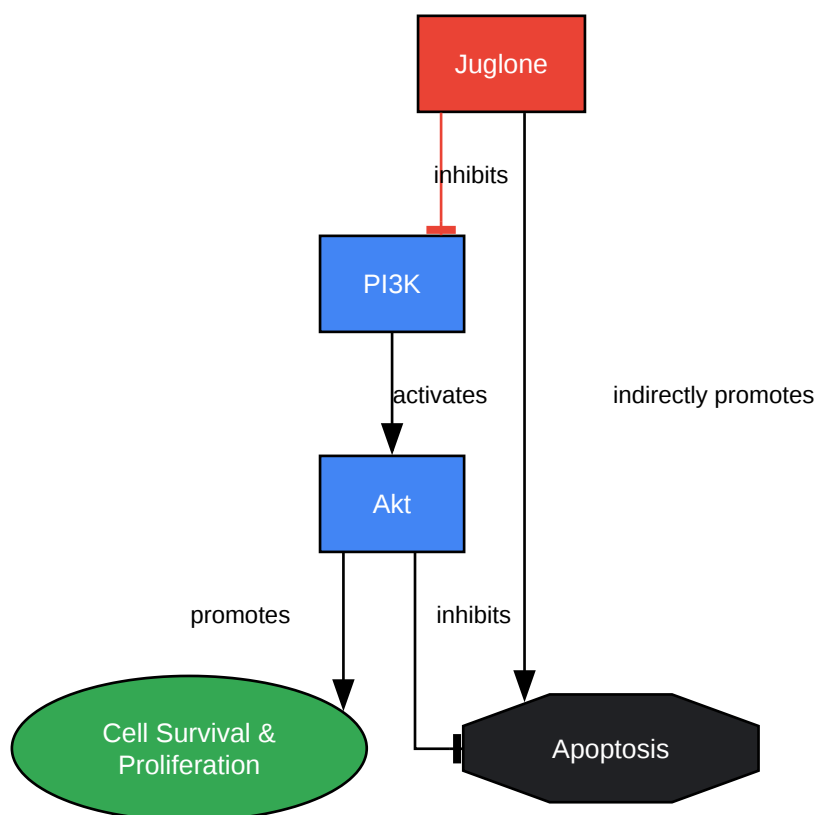 Juglone
inhibits
PI3K
activates
indirectly promotes
Akt
promotes
inhibits
Cell Survival &
Proliferation
Apoptosis